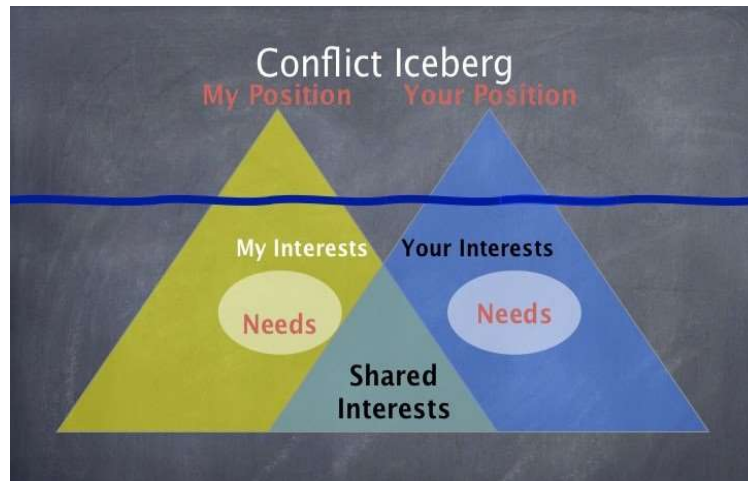 Conflict Iceberg
My Position Your Position
My Interests Your Interests
Needs Needs
Shared
Interests